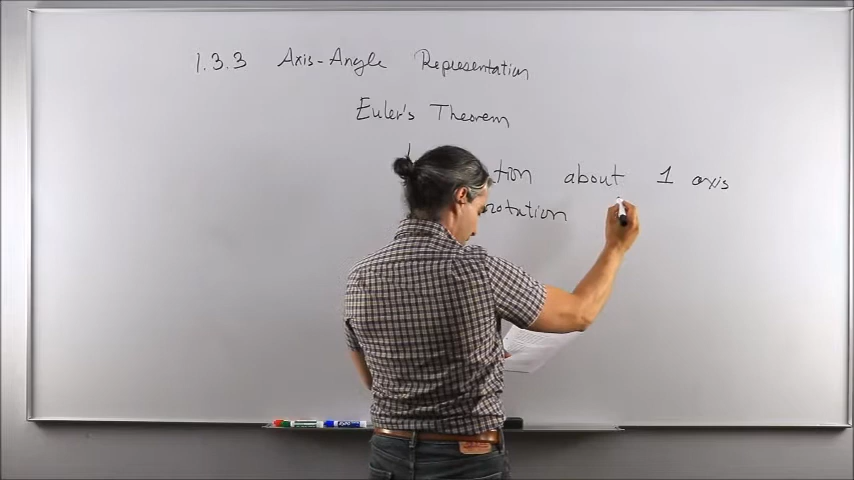 1.3.3 Axis-Angle Representation
Euler's Theorem
tion about 1 axis
rotation